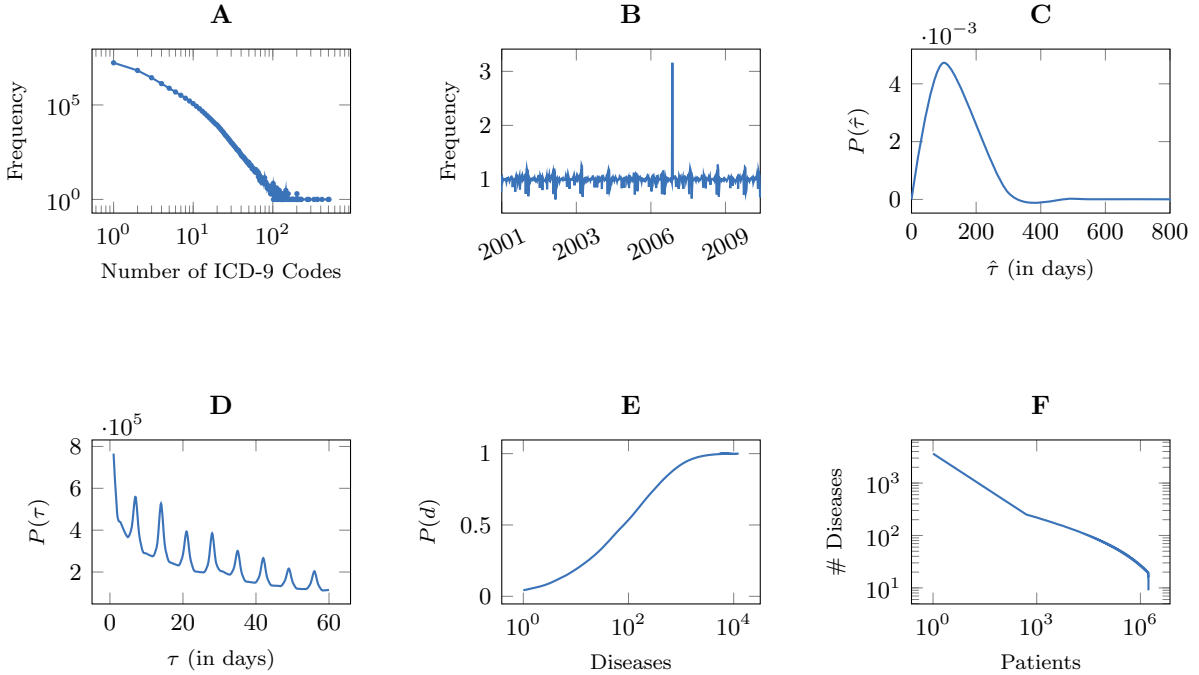 A
Frequency
10^5
10^0
10^0 10^1 10^2
Number of ICD-9 Codes
B
Frequency
3
2
1
2001 2003 2006 2009
C
·10^−3
P(τ̂)
4
2
0
0 200 400 600 800
τ̂ (in days)
D
·10^5
P(τ)
8
6
4
2
0 20 40 60
τ (in days)
E
P(d)
1
0.5
0
10^0 10^2 10^4
Diseases
F
# Diseases
10^3
10^2
10^1
10^0 10^3 10^6
Patients